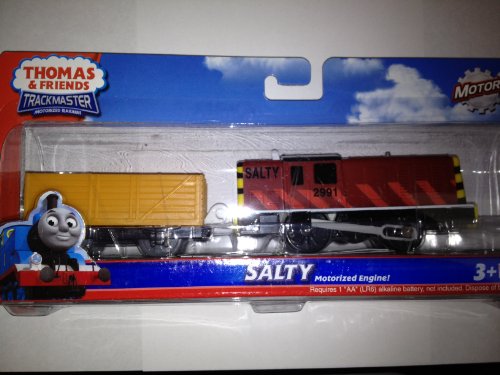 THOMAS
& FRIENDS
TRACKMASTER
MOTORIZED RAILWAY
MOTOR
SALTY
2991
SALTY Motorized Engine!
3+
Requires 1 "AA" (LR6) alkaline battery, not included. Dispose of